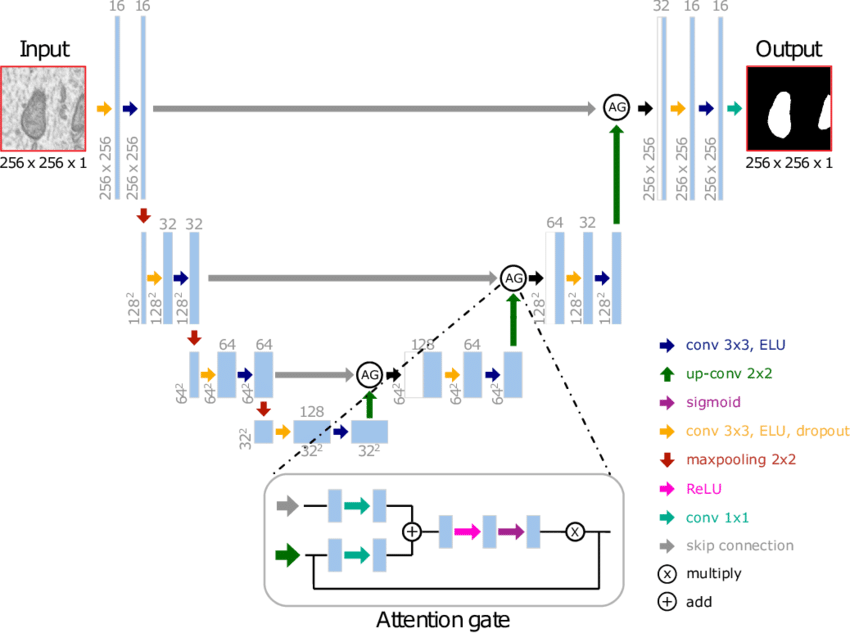 16 16
32 16 16
Input
Output
AG
256 x 256
256 x 256
256 x 256
256 x 256
256 x 256
256 x 256 x 1
256 x 256 x 1
32 32
64 32
AG
128²
128²
128²
128²
128²
128²
64 64
128 64
AG
64²
64²
64²
64²
64²
64²
128
32²
32²
32²
conv 3x3, ELU
up-conv 2x2
sigmoid
conv 3x3, ELU, dropout
maxpooling 2x2
ReLU
conv 1x1
skip connection
X multiply
+ add
+
X
Attention gate